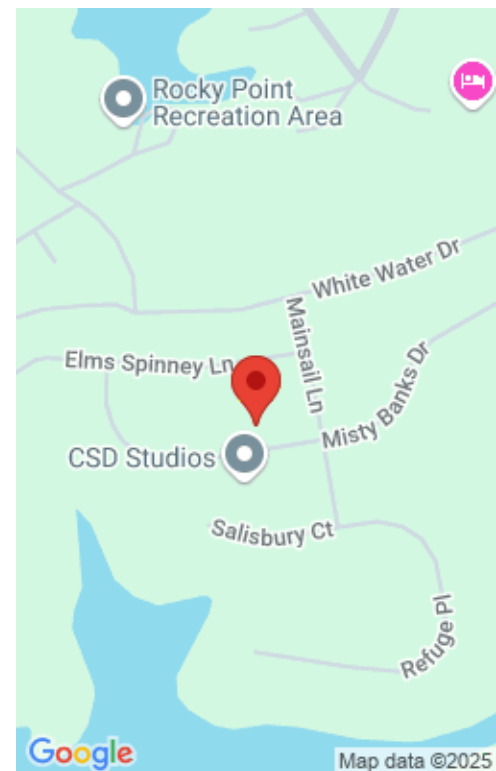 Rocky Point
Recreation Area
White Water Dr
Mainsail Ln
Elms Spinney Ln
Misty Banks Dr
CSD Studios
Salisbury Ct
Refuge Pl
Google
Map data ©2025